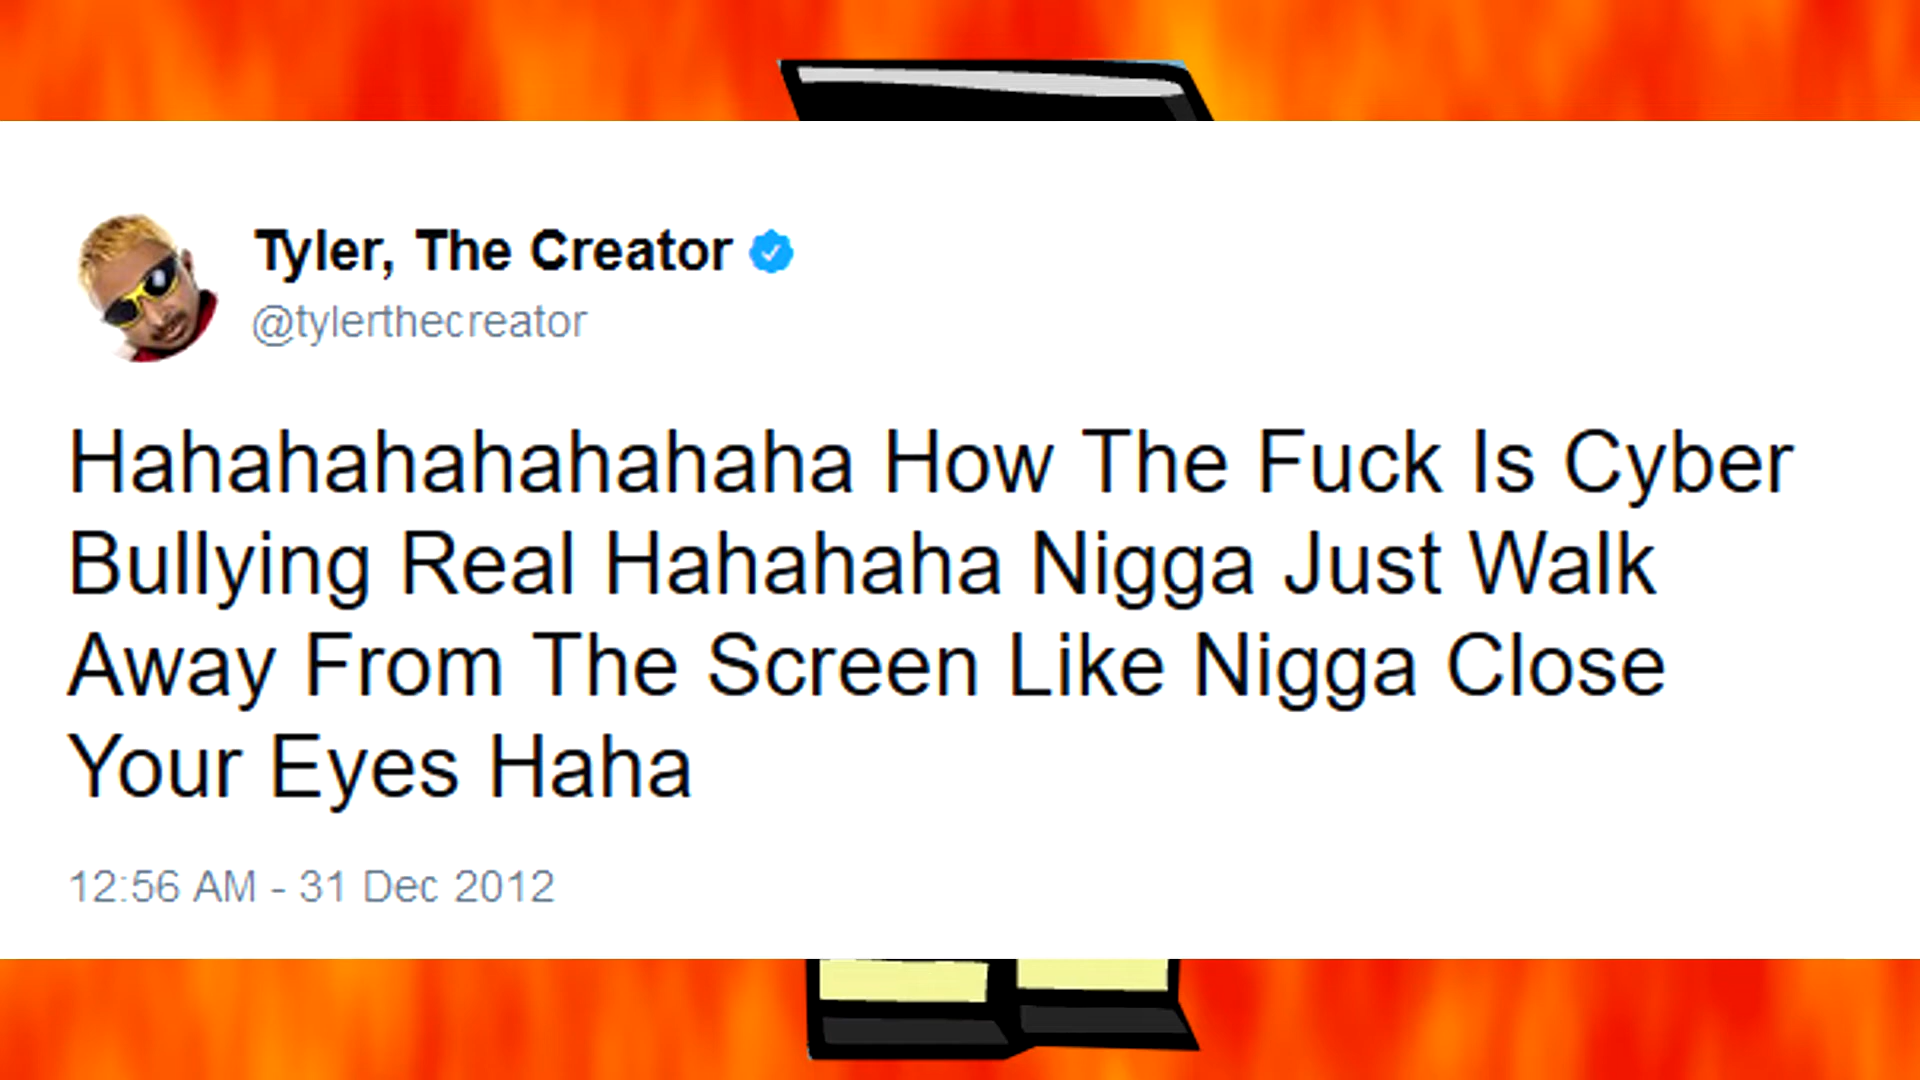 Tyler, The Creator
@tylerthecreator
Hahahahahahahaha How The Fuck Is Cyber
Bullying Real Hahahaha Nigga Just Walk
Away From The Screen Like Nigga Close
Your Eyes Haha
12:56 AM - 31 Dec 2012